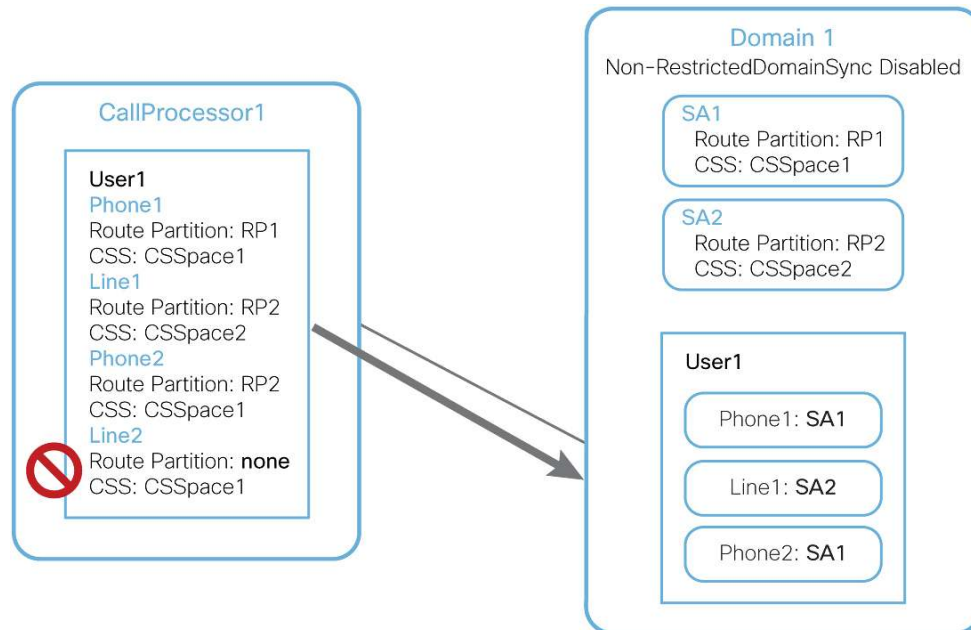 CallProcessor1
User1
Phone1
Route Partition: RP1
CSS: CSSpace1
Line1
Route Partition: RP2
CSS: CSSpace2
Phone2
Route Partition: RP2
CSS: CSSpace1
Line2
Route Partition: none
CSS: CSSpace1
Domain 1
Non-RestrictedDomainSync Disabled
SA1
Route Partition: RP1
CSS: CSSpace1
SA2
Route Partition: RP2
CSS: CSSpace2
User1
Phone1: SA1
Line1: SA2
Phone2: SA1